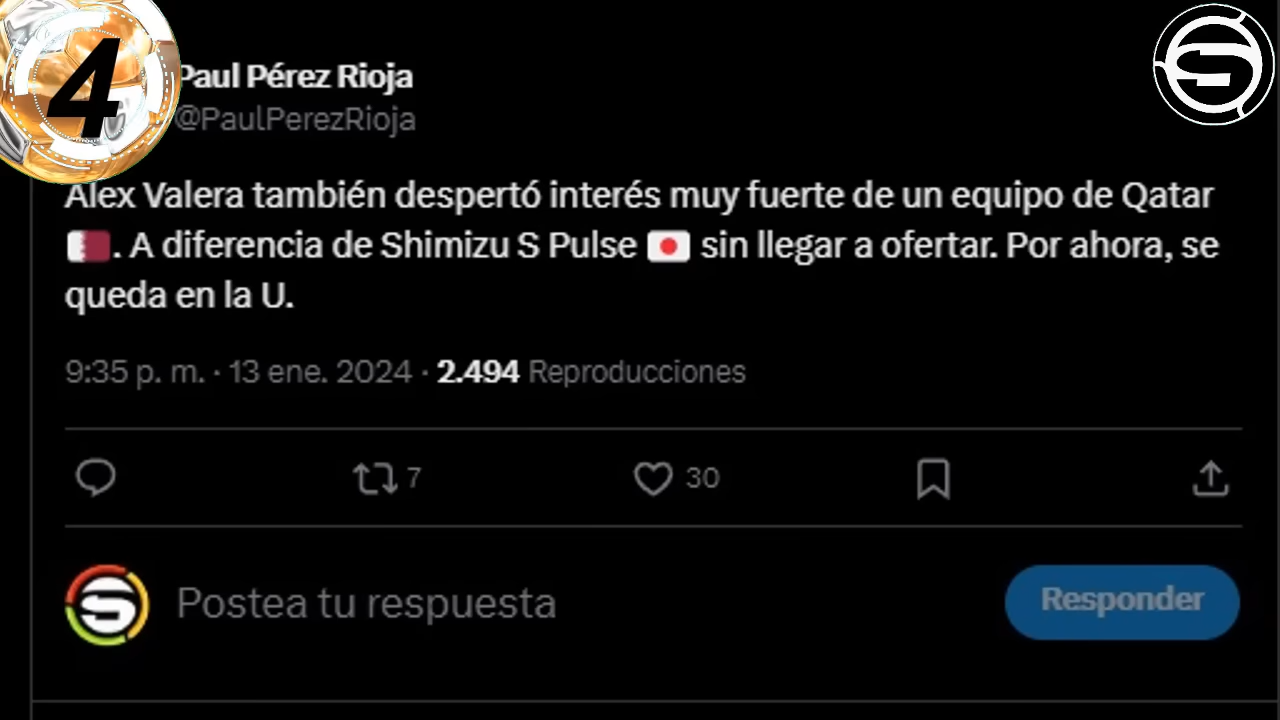 4
S
Paul Pérez Rioja
@PaulPerezRioja
Alex Valera también despertó interés muy fuerte de un equipo de Qatar
🇶🇦. A diferencia de Shimizu S Pulse 🇯🇵 sin llegar a ofertar. Por ahora, se
queda en la U.
9:35 p. m. · 13 ene. 2024 · 2.494 Reproducciones
7 30
S Postea tu respuesta Responder